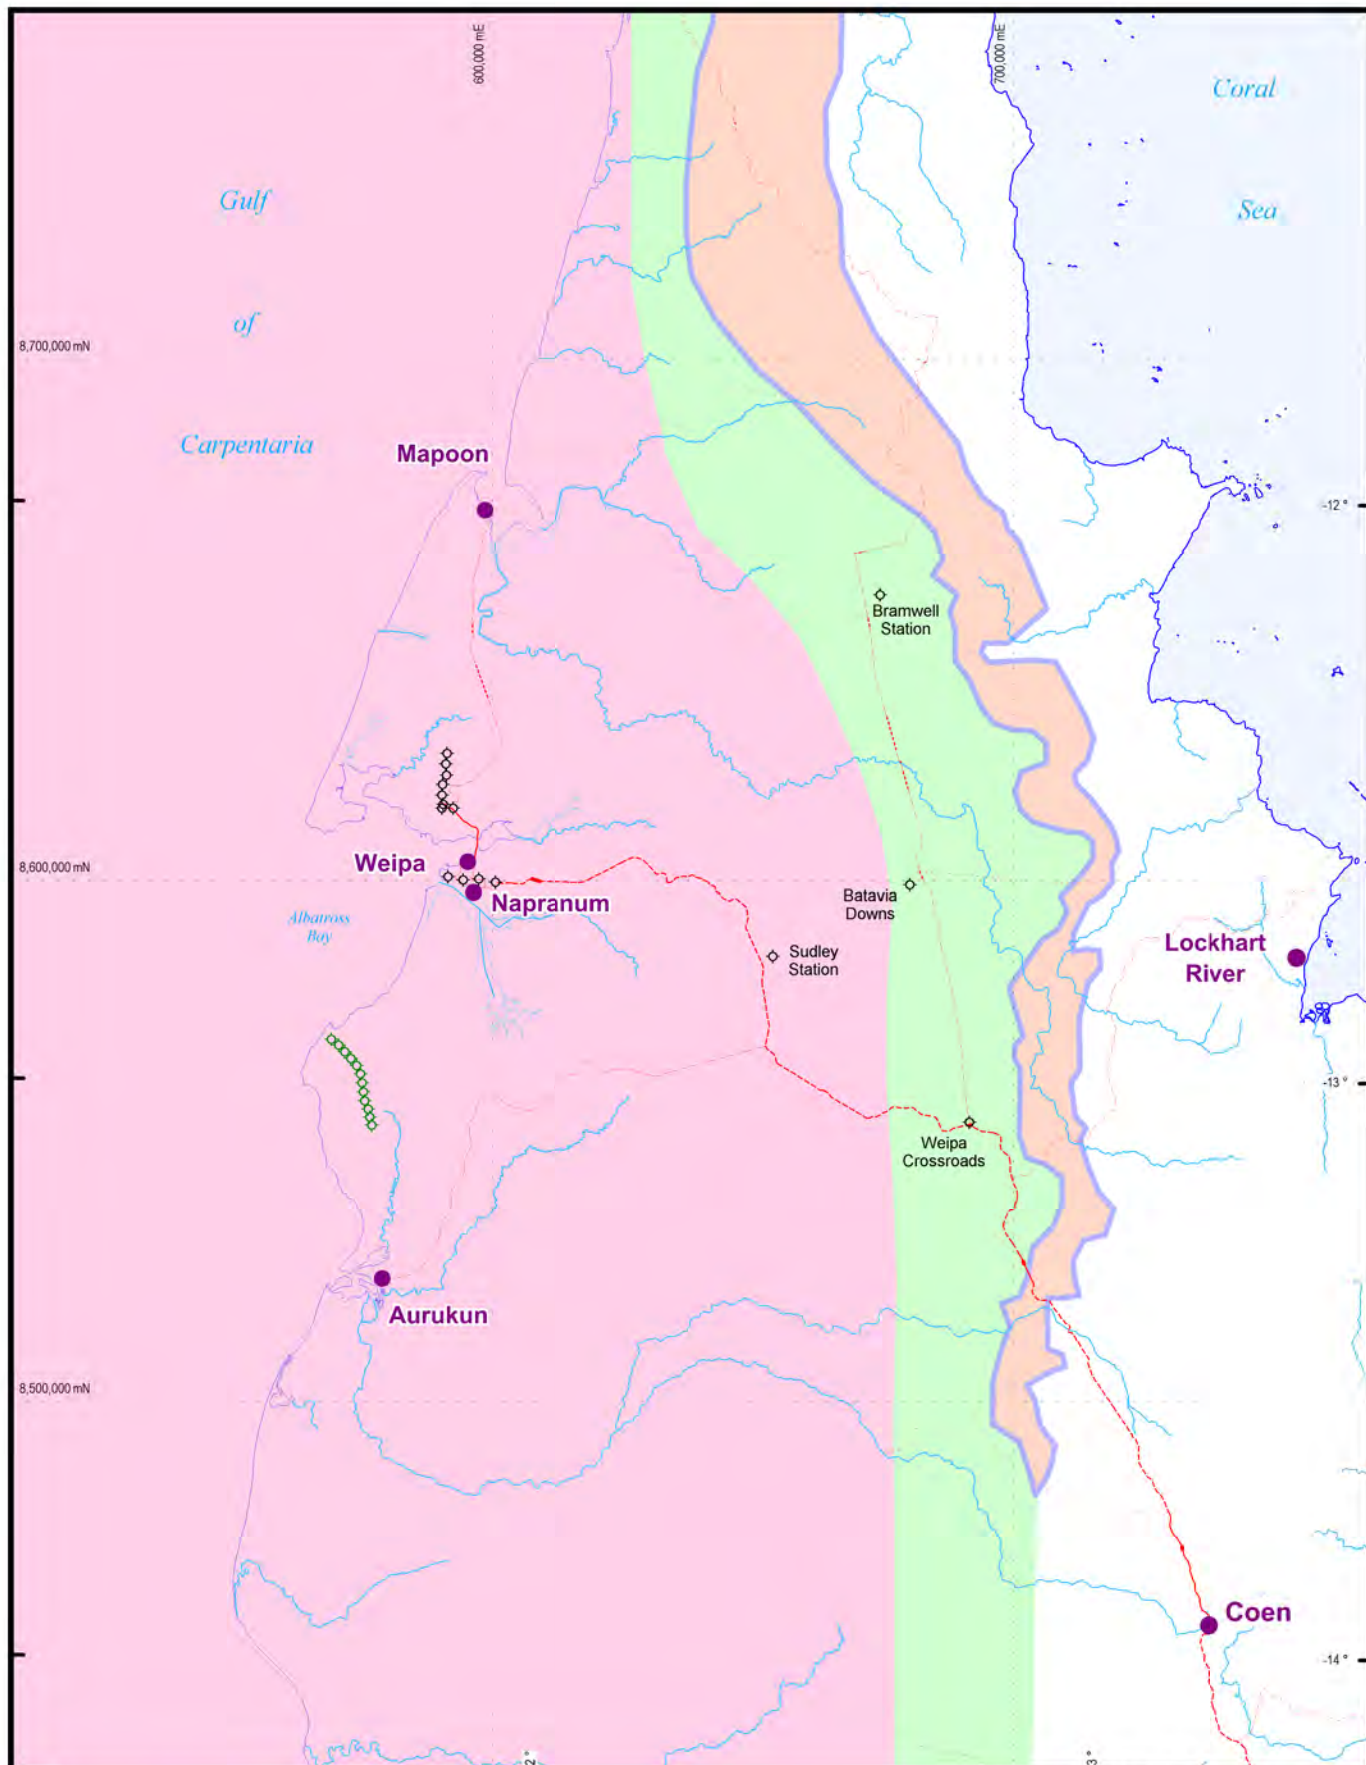 600,000 mE
700,000 mE
Coral
Sea
Gulf
of
Carpentaria
8,700,000 mN
Mapoon
-12°
Bramwell
Station
Weipa
8,600,000 mN
Napranum
Batavia
Downs
Albatross
Bay
Sudley
Station
Lockhart
River
-13°
Weipa
Crossroads
Aurukun
8,500,000 mN
Coen
-14°
2°
3°